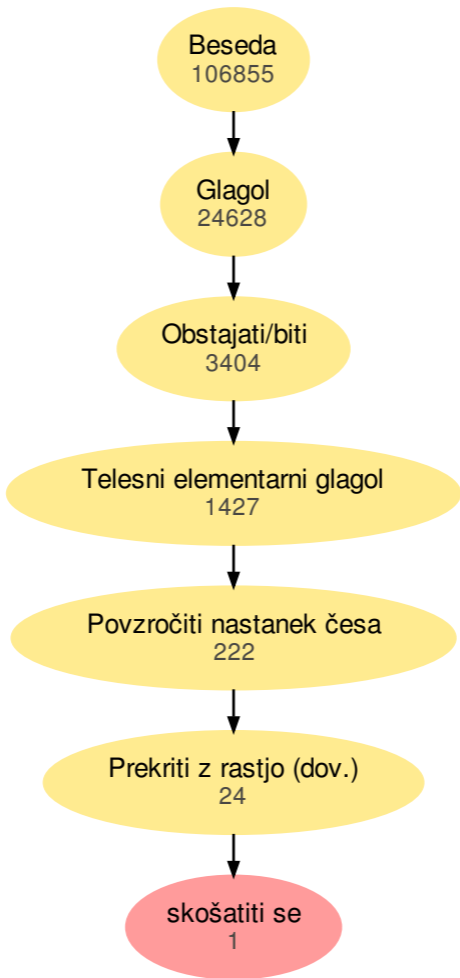 Beseda
106855
Glagol
24628
Obstajati/biti
3404
Telesni elementarni glagol
1427
Povzročiti nastanek česa
222
Prekriti z rastjo (dov.)
24
skošatiti se
1